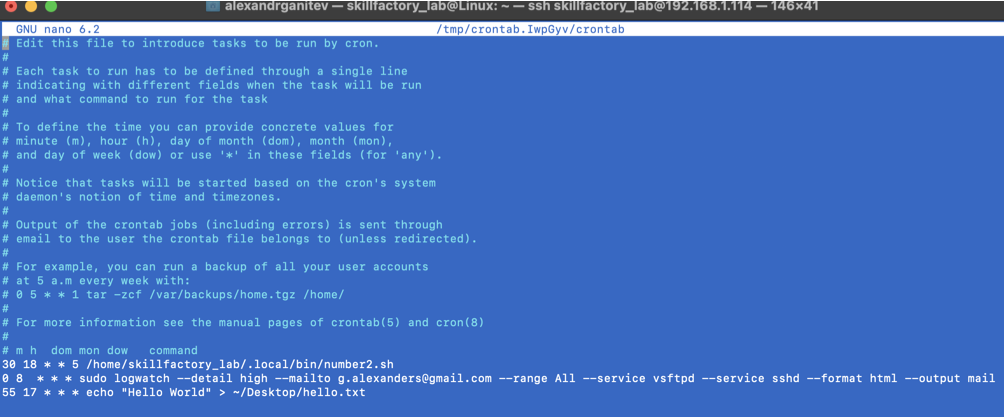 alexandrganitev — skillfactory_lab@Linux: ~ — ssh skillfactory_lab@192.168.1.114 — 146×41
GNU nano 6.2 /tmp/crontab.IwpGyv/crontab
# Edit this file to introduce tasks to be run by cron.
#
# Each task to run has to be defined through a single line
# indicating with different fields when the task will be run
# and what command to run for the task
#
# To define the time you can provide concrete values for
# minute (m), hour (h), day of month (dom), month (mon),
# and day of week (dow) or use '*' in these fields (for 'any').
#
# Notice that tasks will be started based on the cron's system
# daemon's notion of time and timezones.
#
# Output of the crontab jobs (including errors) is sent through
# email to the user the crontab file belongs to (unless redirected).
#
# For example, you can run a backup of all your user accounts
# at 5 a.m every week with:
# 0 5 * * 1 tar -zcf /var/backups/home.tgz /home/
#
# For more information see the manual pages of crontab(5) and cron(8)
#
# m h  dom mon dow   command
30 18 * * 5 /home/skillfactory_lab/.local/bin/number2.sh
0 8  * * * sudo logwatch --detail high --mailto g.alexanders@gmail.com --range All --service vsftpd --service sshd --format html --output mail
55 17 * * * echo "Hello World" > ~/Desktop/hello.txt